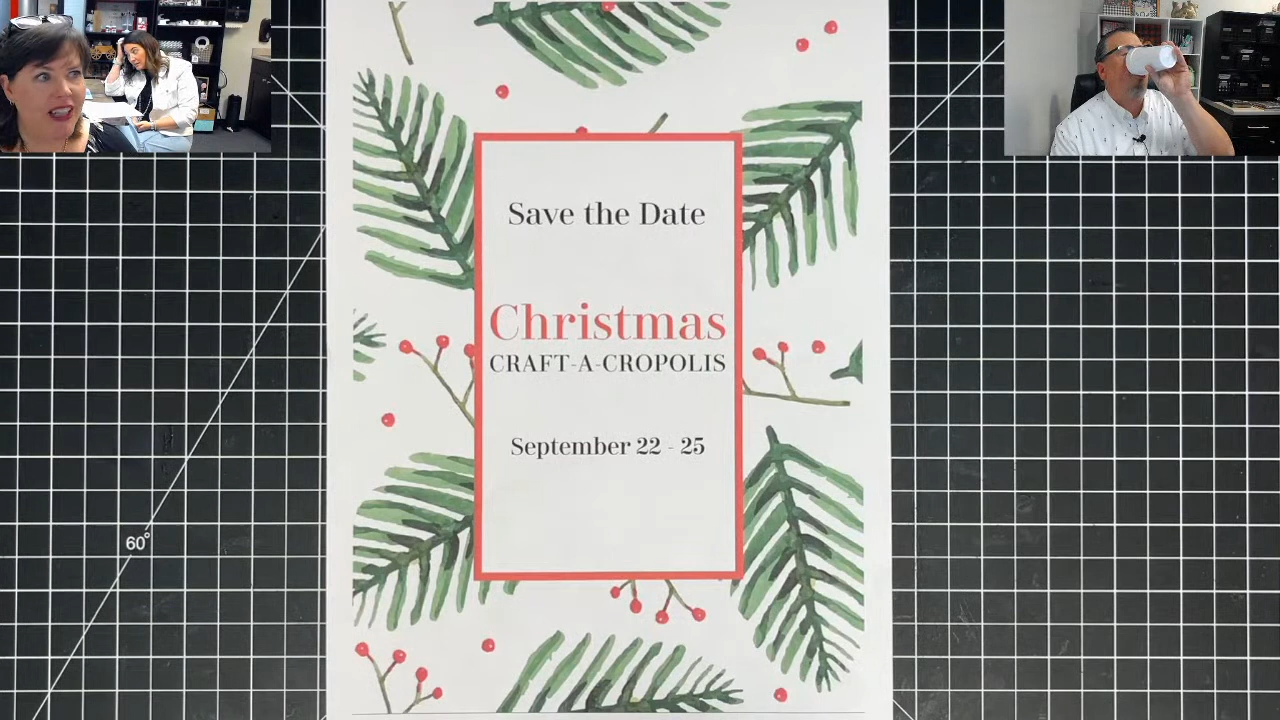 Save the Date
Christmas
CRAFT-A-CROPOLIS
September 22 - 25
60°